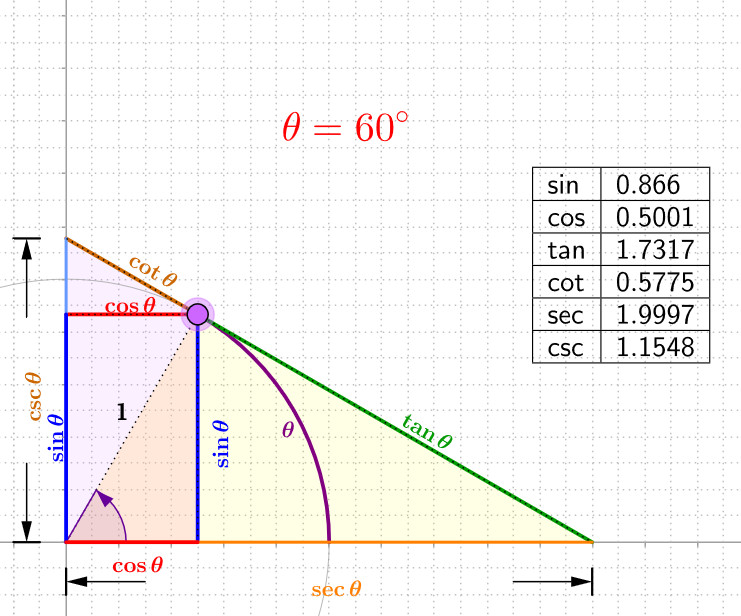 θ = 60°
sin 0.866
cos 0.5001
tan 1.7317
cot 0.5775
sec 1.9997
csc 1.1548
cot θ
cos θ
csc θ
1
sin θ
sin θ
θ
tan θ
cos θ
sec θ